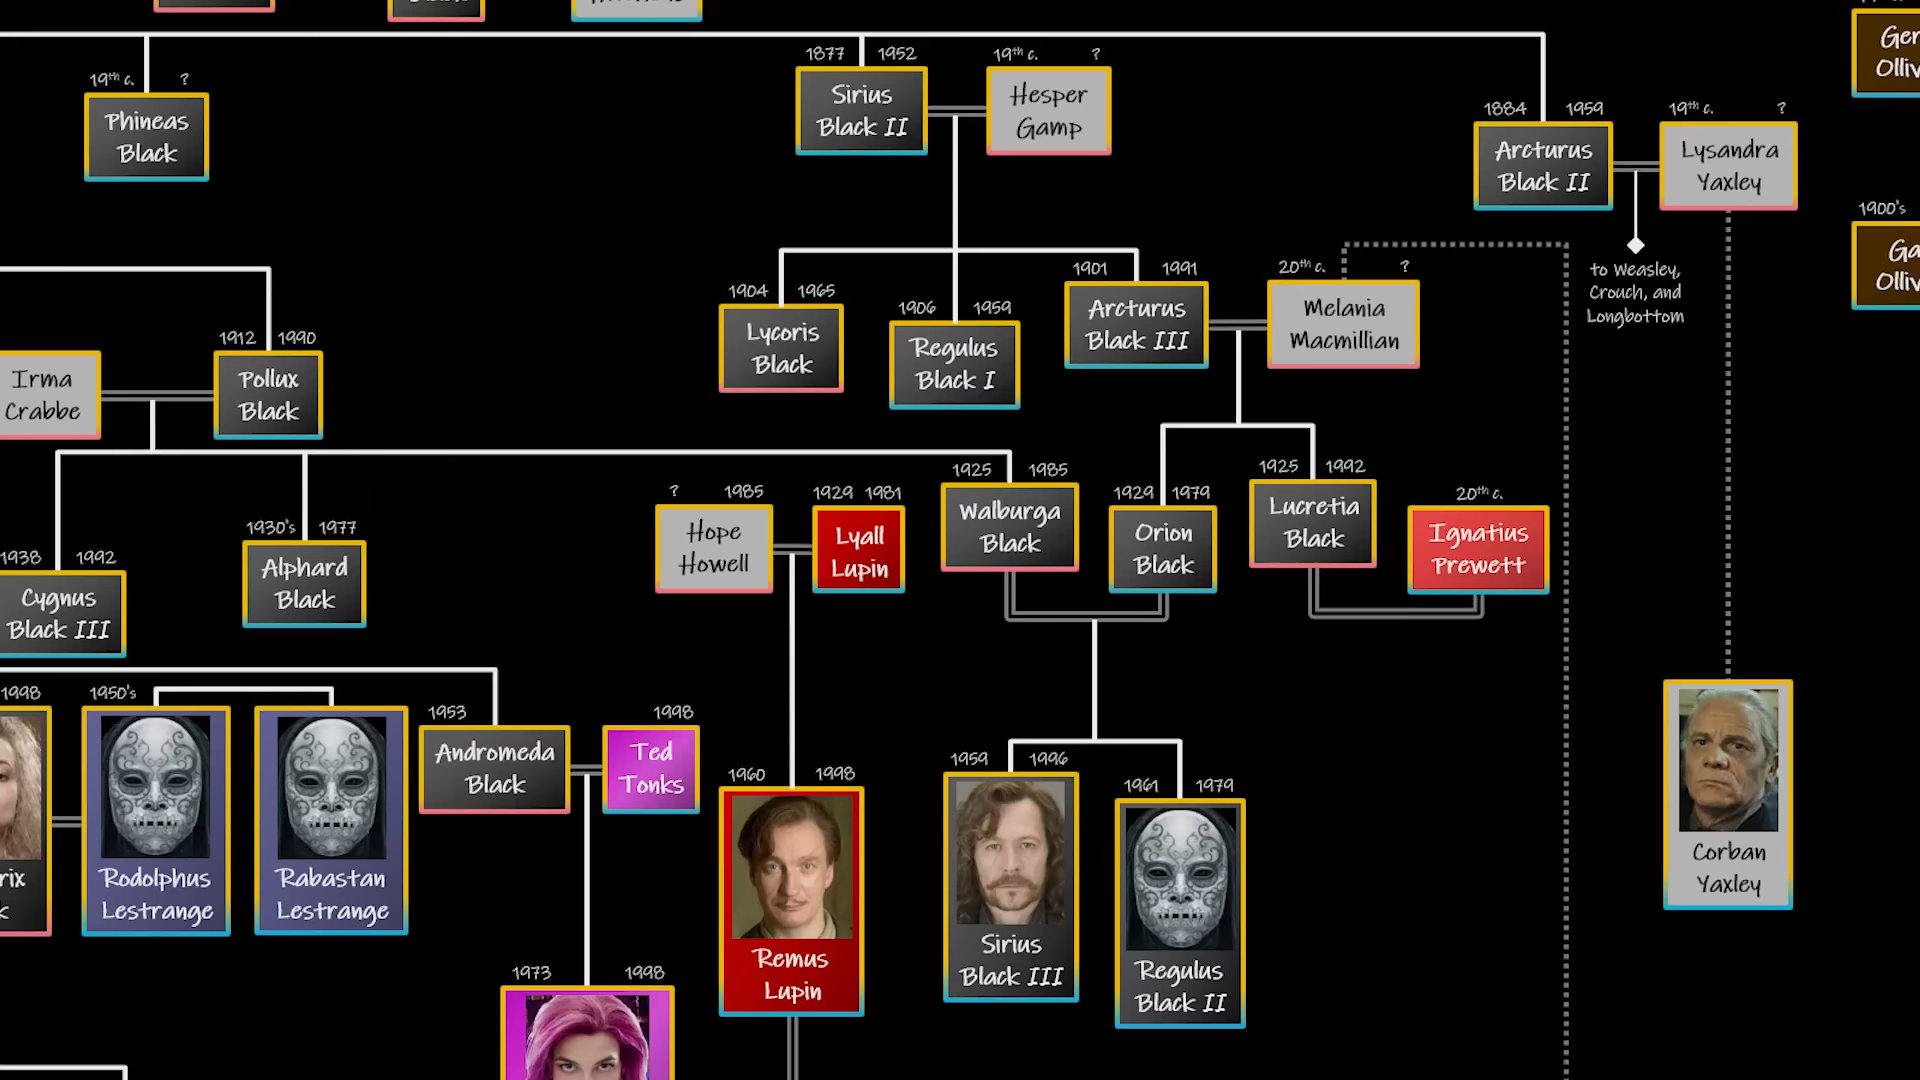 1877 1952
19th c. ?
19th c. ?
Phineas
Black
Sirius
Black II
Hesper
Gamp
1884 1959
19th c. ?
Arcturus
Black II
Lysandra
Yaxley
1900's
to Weasley,
Crouch, and
Longbottom
1904 1965
Lycoris
Black
1906 1959
Regulus
Black I
1901 1991
Arcturus
Black III
20th c. ?
Melania
Macmillian
Irma
Crabbe
1912 1990
Pollux
Black
1938 1992
Cygnus
Black III
1930's 1977
Alphard
Black
? 1985
Hope
Howell
1929 1981
Lyall
Lupin
1925 1985
Walburga
Black
1929 1979
Orion
Black
1925 1992
Lucretia
Black
20th c.
Ignatius
Prewett
1998
1950's
Rodolphus
Lestrange
Rabastan
Lestrange
1953
Andromeda
Black
1998
Ted
Tonks
1960 1998
Remus
Lupin
1959 1996
Sirius
Black III
1961 1979
Regulus
Black II
Corban
Yaxley
1973 1998